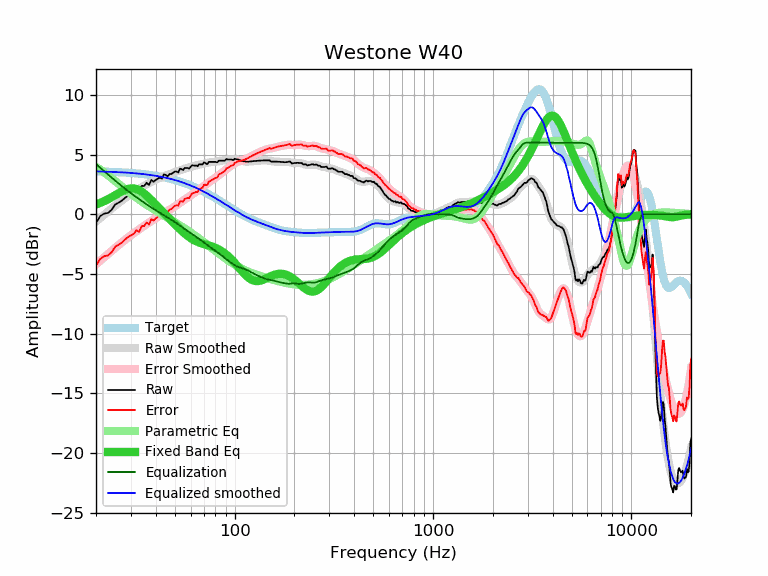 Westone W40
Amplitude (dBr)
10
5
0
−5
−10
−15
−20
−25
Target
Raw Smoothed
Error Smoothed
Raw
Error
Parametric Eq
Fixed Band Eq
Equalization
Equalized smoothed
100
1000
10000
Frequency (Hz)